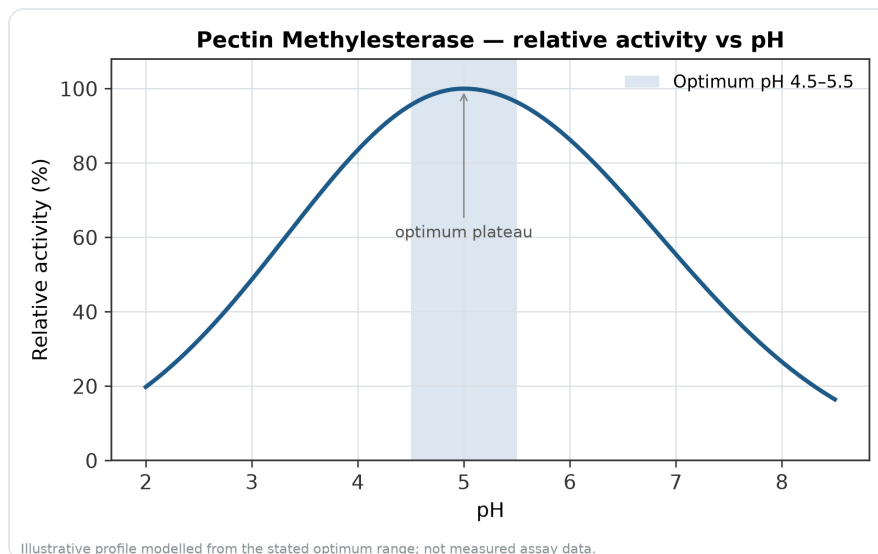 Pectin Methylesterase — relative activity vs pH
Optimum pH 4.5–5.5
Relative activity (%)
100
80
60
40
20
0
optimum plateau
2 3 4 5 6 7 8
pH
Illustrative profile modelled from the stated optimum range; not measured assay data.